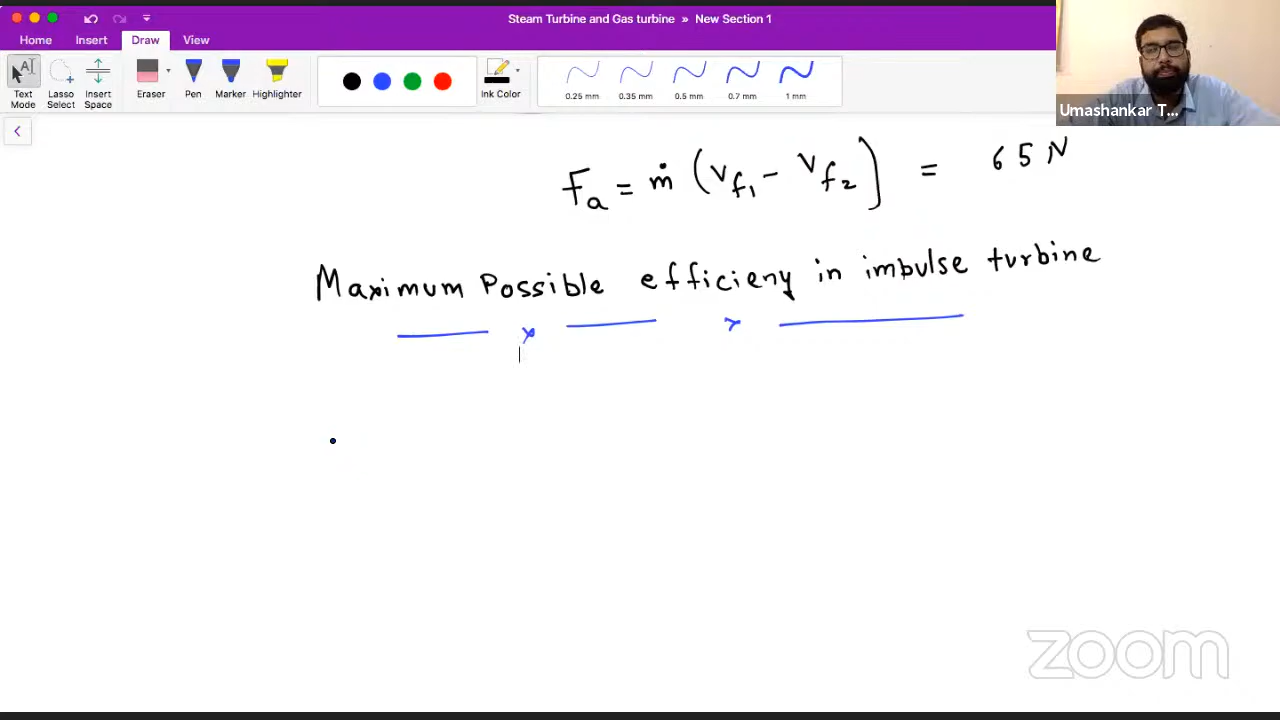 Steam Turbine and Gas turbine » New Section 1
Home Insert Draw View
Text Mode Lasso Select Insert Space Eraser Pen Marker Highlighter Ink Color 0.25 mm 0.35 mm 0.5 mm 0.7 mm 1 mm
Umashankar T...
Fa = ṁ (Vf1 - Vf2) = 65 N
Maximum Possible efficieny in impulse turbine
zoom